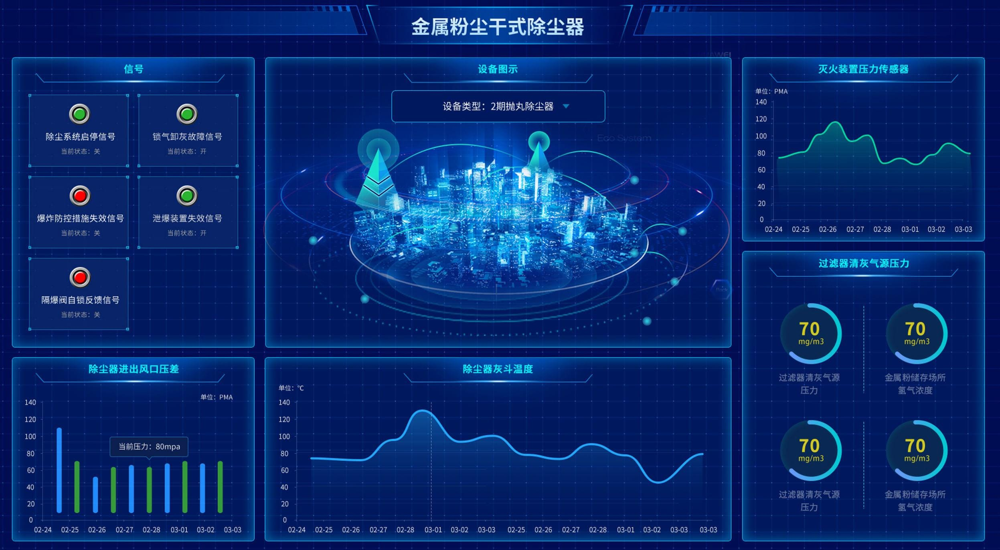 金属粉尘干式除尘器
AWEI
信号
除尘系统启停信号
当前状态：关
锁气卸灰故障信号
当前状态：开
爆炸防控措施失效信号
当前状态：关
泄爆装置失效信号
当前状态：开
隔爆阀自锁反馈信号
当前状态：关
设备图示
设备类型：2期抛丸除尘器
Eco System
灭火装置压力传感器
单位：PMA
140
120
100
80
60
40
20
0
02-24 02-25 02-26 02-27 02-28 03-01 03-02 03-03
过滤器清灰气源压力
70
mg/m3
过滤器清灰气源
压力
70
mg/m3
金属粉储存场所
氢气浓度
70
mg/m3
过滤器清灰气源
压力
70
mg/m3
金属粉储存场所
氢气浓度
除尘器进出风口压差
单位：PMA
140
120
100
80
60
40
20
0
当前压力：80mpa
02-24 02-25 02-26 02-27 02-28 03-01 03-02 03-03
除尘器灰斗温度
单位：℃
140
120
100
80
60
40
20
0
02-24 02-25 02-26 02-27 02-28 03-01 03-02 03-03 02-25 02-26 02-27 02-28 03-01 03-02 03-03 03-03